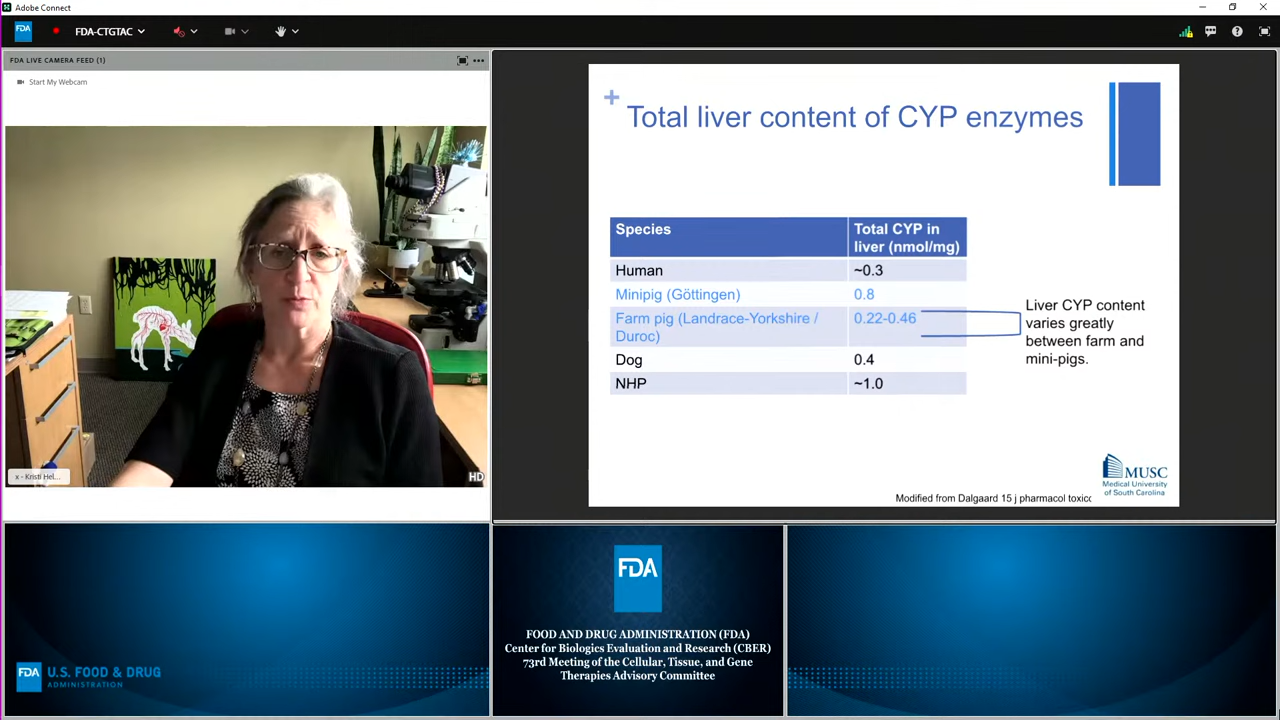 Adobe Connect
FDA
FDA-CTGTAC
FDA LIVE CAMERA FEED (1)
Start My Webcam
x - Kristi Hel...
HD
+
Total liver content of CYP enzymes
Species
Total CYP in
liver (nmol/mg)
Human
~0.3
Minipig (Göttingen)
0.8
Farm pig (Landrace-Yorkshire /
Duroc)
0.22-0.46
Dog
0.4
NHP
~1.0
Liver CYP content
varies greatly
between farm and
mini-pigs.
MUSC
Medical University
of South Carolina
Modified from Dalgaard 15 j pharmacol toxico
FDA
U.S. FOOD & DRUG
ADMINISTRATION
FDA
FOOD AND DRUG ADMINISTRATION (FDA)
Center for Biologics Evaluation and Research (CBER)
73rd Meeting of the Cellular, Tissue, and Gene
Therapies Advisory Committee